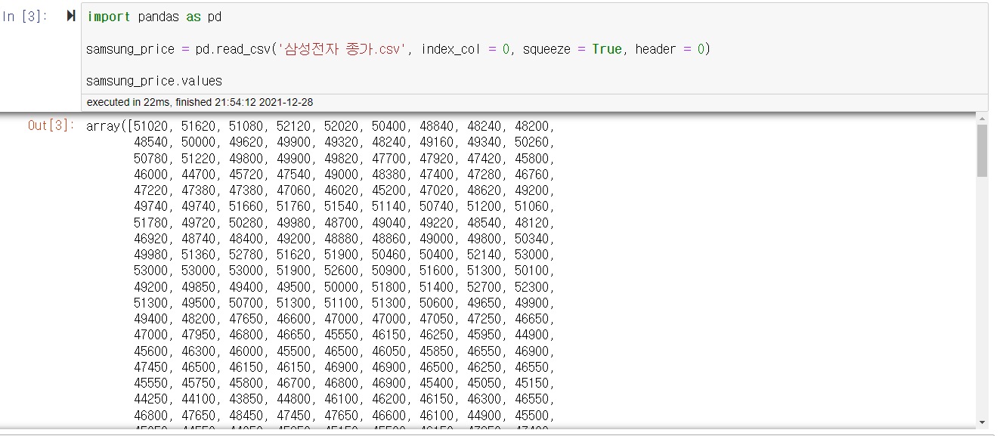 In [3]:
import pandas as pd
samsung_price = pd.read_csv('삼성전자 종가.csv', index_col = 0, squeeze = True, header = 0)
samsung_price.values
executed in 22ms, finished 21:54:12 2021-12-28
Out[3]: array([51020, 51620, 51080, 52120, 52020, 50400, 48840, 48240, 48200,
48540, 50000, 49620, 49900, 49320, 48240, 49160, 49340, 50260,
50780, 51220, 49800, 49900, 49820, 47700, 47920, 47420, 45800,
46000, 44700, 45720, 47540, 49000, 48380, 47400, 47280, 46760,
47220, 47380, 47380, 47060, 46020, 45200, 47020, 48620, 49200,
49740, 49740, 51660, 51760, 51540, 51140, 50740, 51200, 51060,
51780, 49720, 50280, 49980, 48700, 49040, 49220, 48540, 48120,
46920, 48740, 48400, 49200, 48880, 48860, 49000, 49800, 50340,
49980, 51360, 52780, 51620, 51900, 50460, 50400, 52140, 53000,
53000, 53000, 53000, 51900, 52600, 50900, 51600, 51300, 50100,
49200, 49850, 49400, 49500, 50000, 51800, 51400, 52700, 52300,
51300, 49500, 50700, 51300, 51100, 51300, 50600, 49650, 49900,
49400, 48200, 47650, 46600, 47000, 47000, 47050, 47250, 46650,
47000, 47950, 46800, 46650, 45550, 46150, 46250, 45950, 44900,
45600, 46300, 46000, 45500, 46500, 46050, 45850, 46550, 46900,
47450, 46500, 46150, 46150, 46900, 46900, 46500, 46250, 46550,
45550, 45750, 45800, 46700, 46800, 46900, 45400, 45050, 45150,
44250, 44100, 43850, 44800, 46100, 46200, 46150, 46300, 46550,
46800, 47650, 48450, 47450, 47650, 46600, 46100, 44900, 45500,